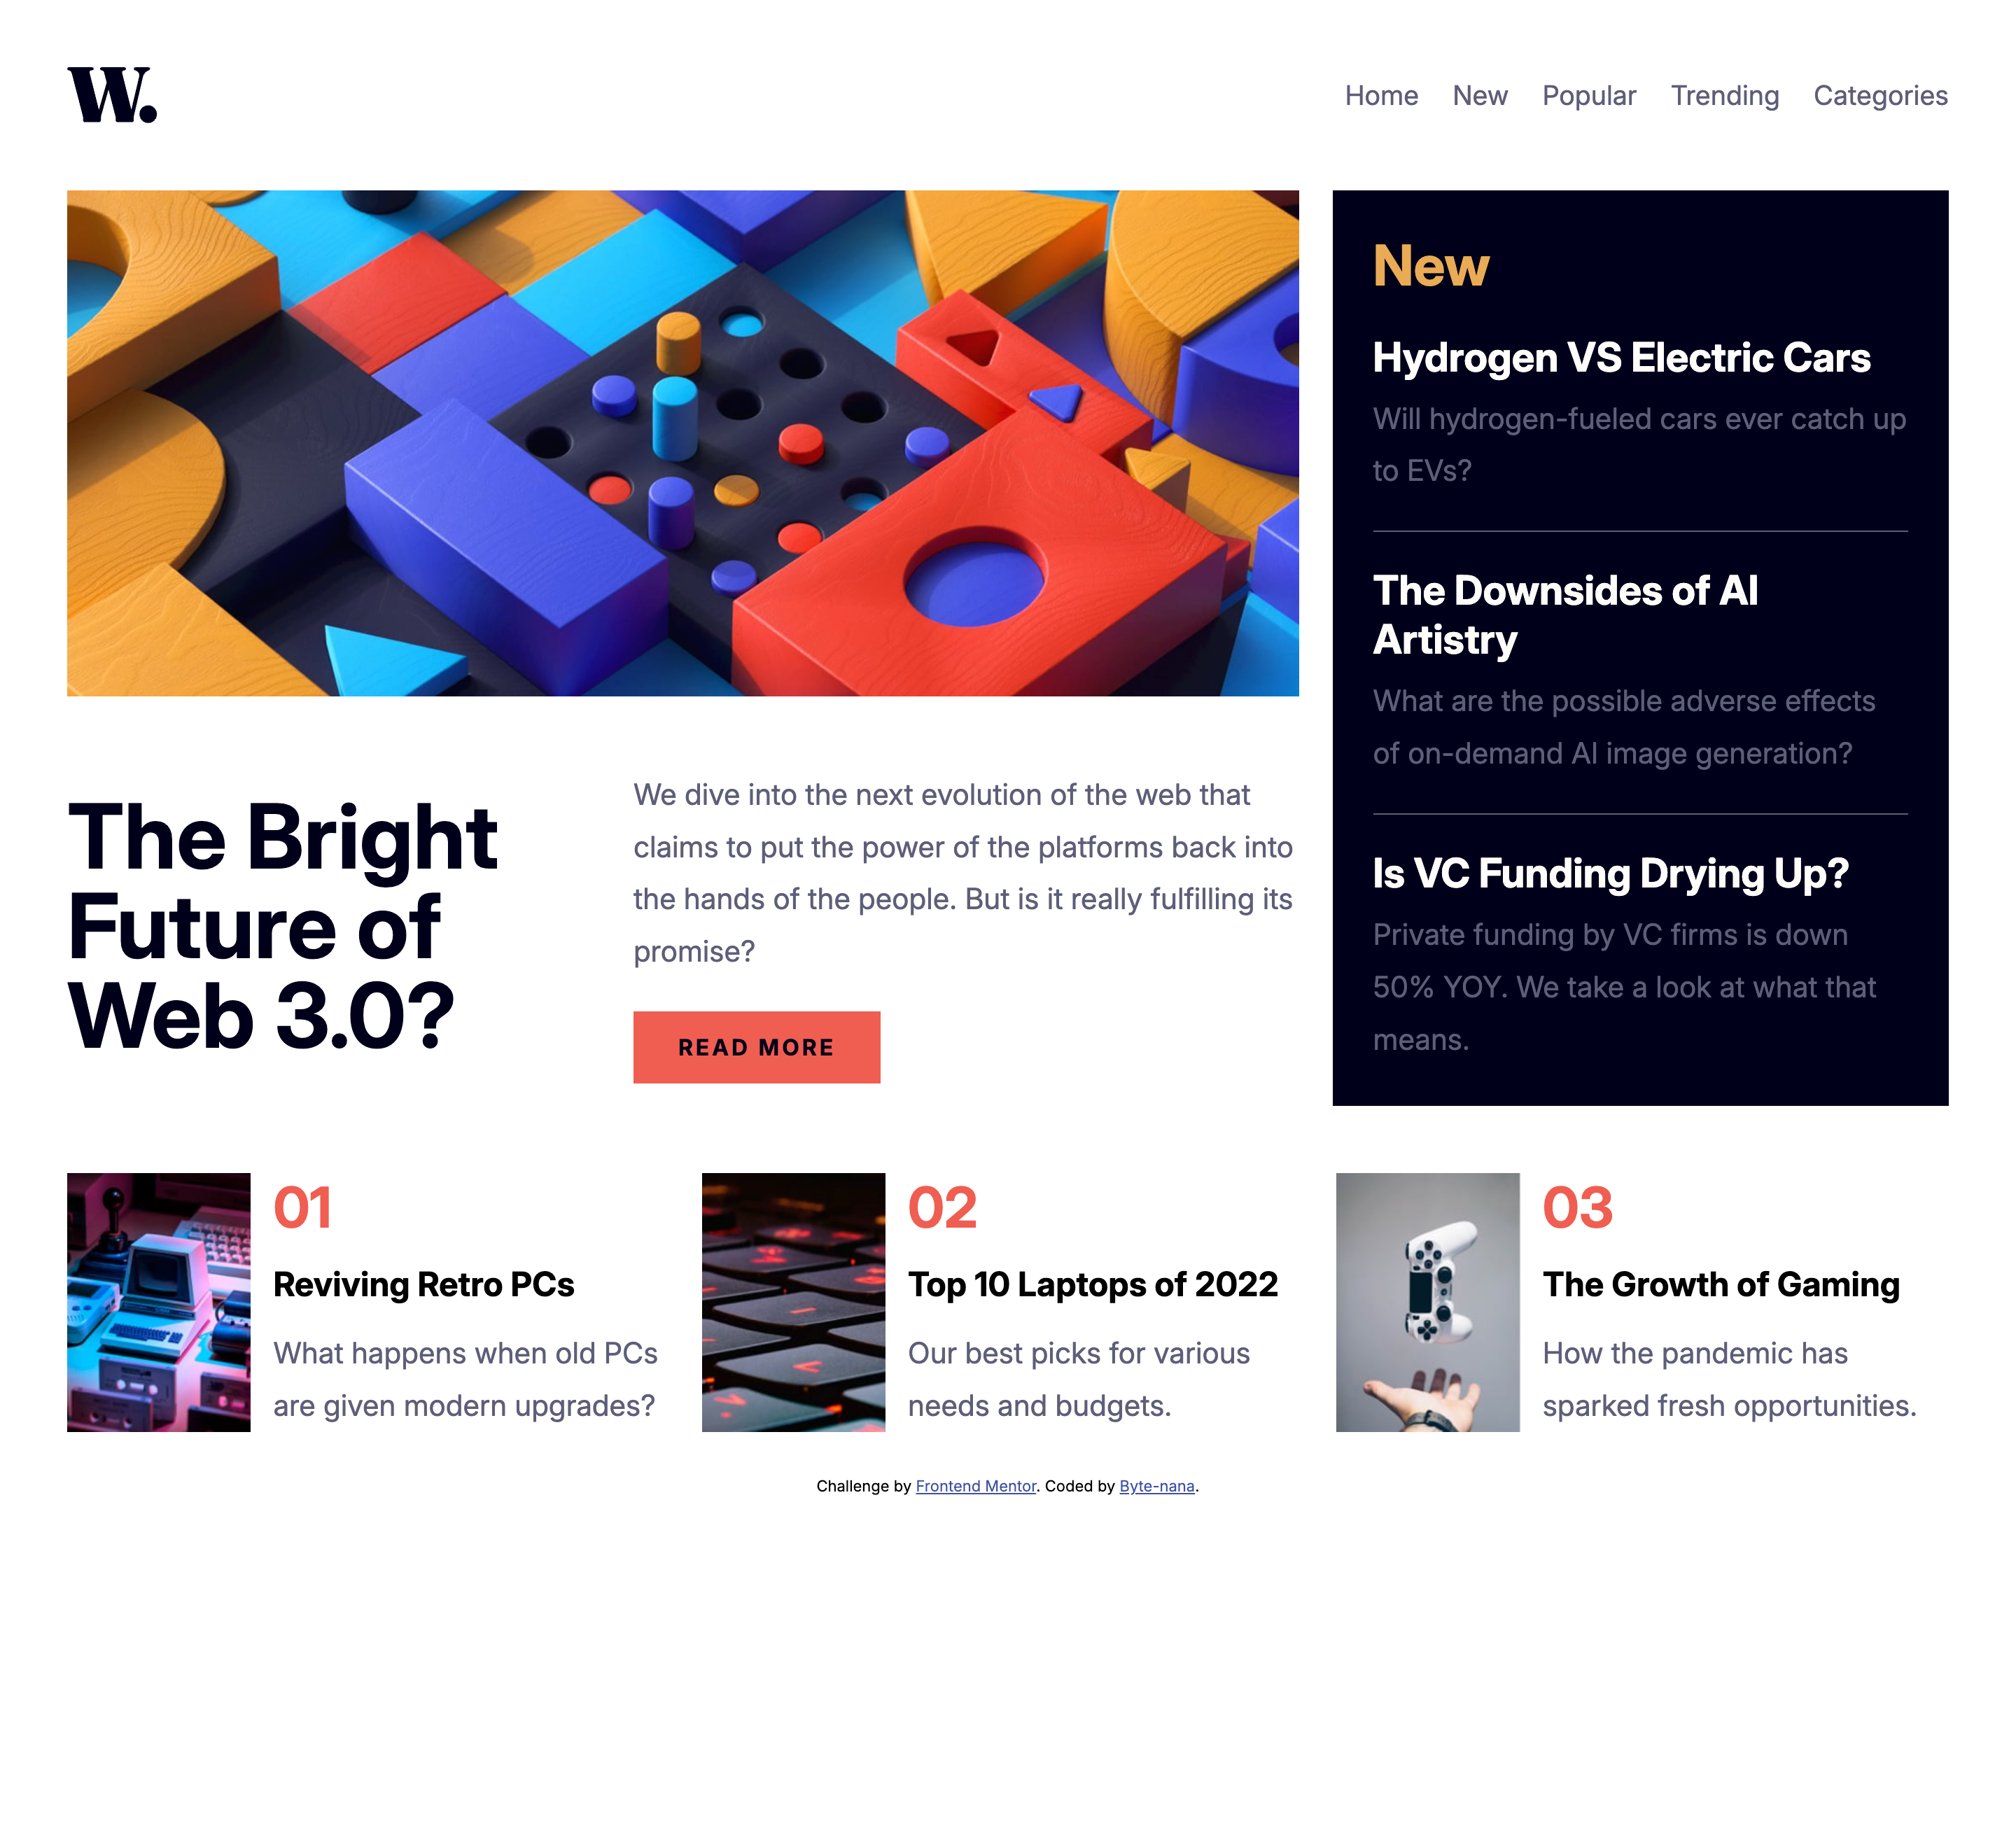 W.
Home New Popular Trending Categories
The Bright
Future of
Web 3.0?
We dive into the next evolution of the web that
claims to put the power of the platforms back into
the hands of the people. But is it really fulfilling its
promise?
READ MORE
New
Hydrogen VS Electric Cars
Will hydrogen-fueled cars ever catch up
to EVs?
The Downsides of AI
Artistry
What are the possible adverse effects
of on-demand AI image generation?
Is VC Funding Drying Up?
Private funding by VC firms is down
50% YOY. We take a look at what that
means.
01
Reviving Retro PCs
What happens when old PCs
are given modern upgrades?
02
Top 10 Laptops of 2022
Our best picks for various
needs and budgets.
03
The Growth of Gaming
How the pandemic has
sparked fresh opportunities.
Challenge by Frontend Mentor. Coded by Byte-nana.